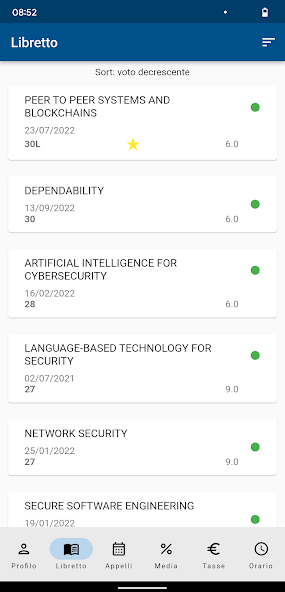 08:52
Libretto
Sort: voto decrescente
PEER TO PEER SYSTEMS AND
BLOCKCHAINS
23/07/2022
30L 6.0
DEPENDABILITY
13/09/2022
30 6.0
ARTIFICIAL INTELLIGENCE FOR
CYBERSECURITY
16/02/2022
28 6.0
LANGUAGE-BASED TECHNOLOGY FOR
SECURITY
02/07/2021
27 9.0
NETWORK SECURITY
25/01/2022
27 9.0
SECURE SOFTWARE ENGINEERING
19/01/2022
Profilo Libretto Appelli Media Tasse Orario